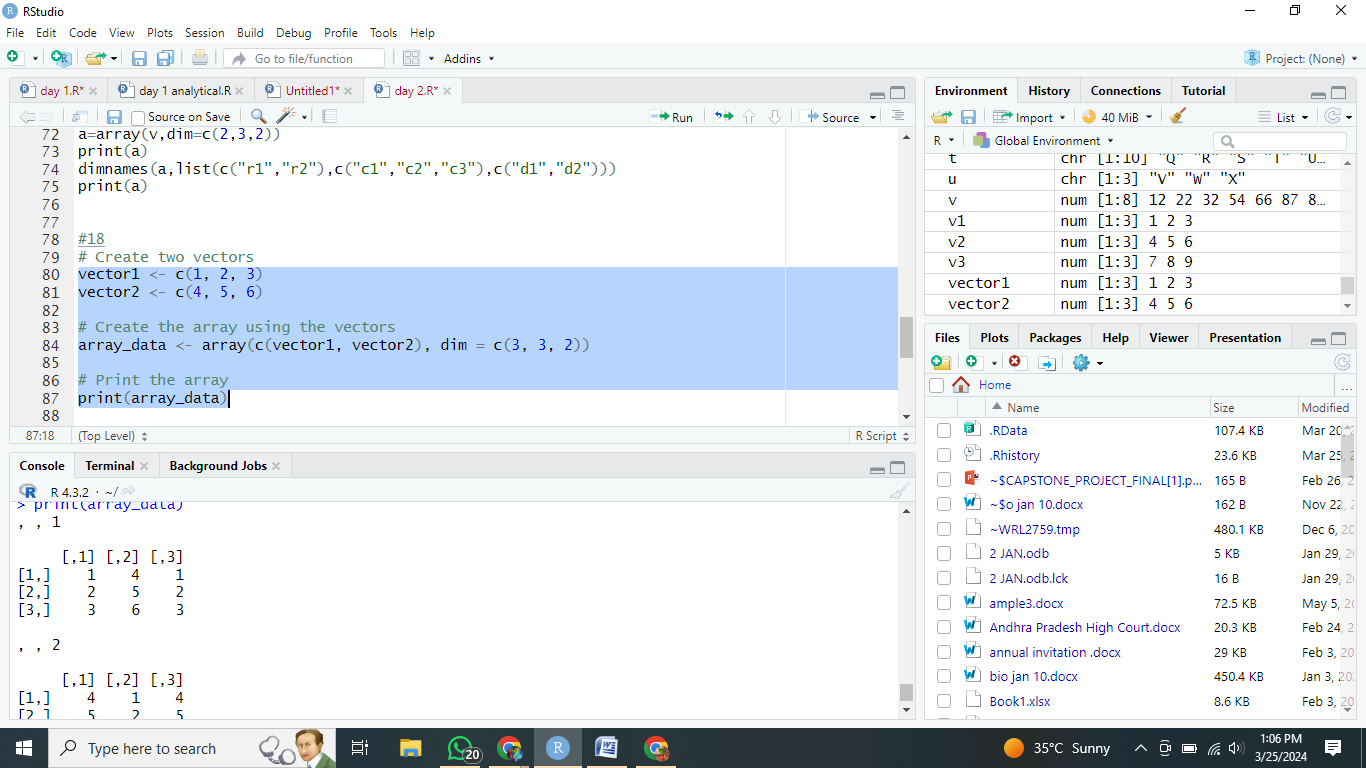 RStudio
File Edit Code View Plots Session Build Debug Profile Tools Help
Go to file/function Addins Project: (None)
day 1.R* day 1 analytical.R Untitled1* day 2.R*
Source on Save Run Source
72 a=array(v,dim=c(2,3,2))
73 print(a)
74 dimnames(a,list(c("r1","r2"),c("c1","c2","c3"),c("d1","d2")))
75 print(a)
76
77
78 #18
79 # Create two vectors
80 vector1 <- c(1, 2, 3)
81 vector2 <- c(4, 5, 6)
82
83 # Create the array using the vectors
84 array_data <- array(c(vector1, vector2), dim = c(3, 3, 2))
85
86 # Print the array
87 print(array_data)
88
87:18 (Top Level) R Script
Console Terminal Background Jobs
R 4.3.2 · ~/
> print(array_data)
, , 1
[,1] [,2] [,3]
[1,] 1 4 1
[2,] 2 5 2
[3,] 3 6 3
, , 2
[,1] [,2] [,3]
[1,] 4 1 4
[2,] 5 2 5
Environment History Connections Tutorial
Import 40 MiB List
R Global Environment
t chr [1:10] "Q" "R" "S" "T" "U…
u chr [1:3] "V" "W" "X"
v num [1:8] 12 22 32 54 66 87 8…
v1 num [1:3] 1 2 3
v2 num [1:3] 4 5 6
v3 num [1:3] 7 8 9
vector1 num [1:3] 1 2 3
vector2 num [1:3] 4 5 6
Files Plots Packages Help Viewer Presentation
Home ...
Name Size Modified
.RData 107.4 KB Mar 20, 2
.Rhistory 23.6 KB Mar 25, 2
~$CAPSTONE_PROJECT_FINAL[1].p... 165 B Feb 26, 2
~$o jan 10.docx 162 B Nov 22, 2
~WRL2759.tmp 480.1 KB Dec 6, 20
2 JAN.odb 5 KB Jan 29, 2
2 JAN.odb.lck 16 B Jan 29, 2
ample3.docx 72.5 KB May 5, 20
Andhra Pradesh High Court.docx 20.3 KB Feb 24, 2
annual invitation .docx 29 KB Feb 3, 20
bio jan 10.docx 450.4 KB Jan 3, 20
Book1.xlsx 8.6 KB Feb 3, 20
Type here to search 20 35°C Sunny 1:06 PM
3/25/2024